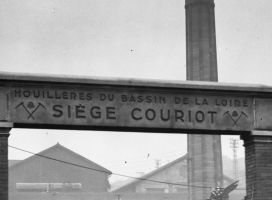 HOUILLÈRES DU BASSIN DE LA LOIRE
SIÈGE COURIOT